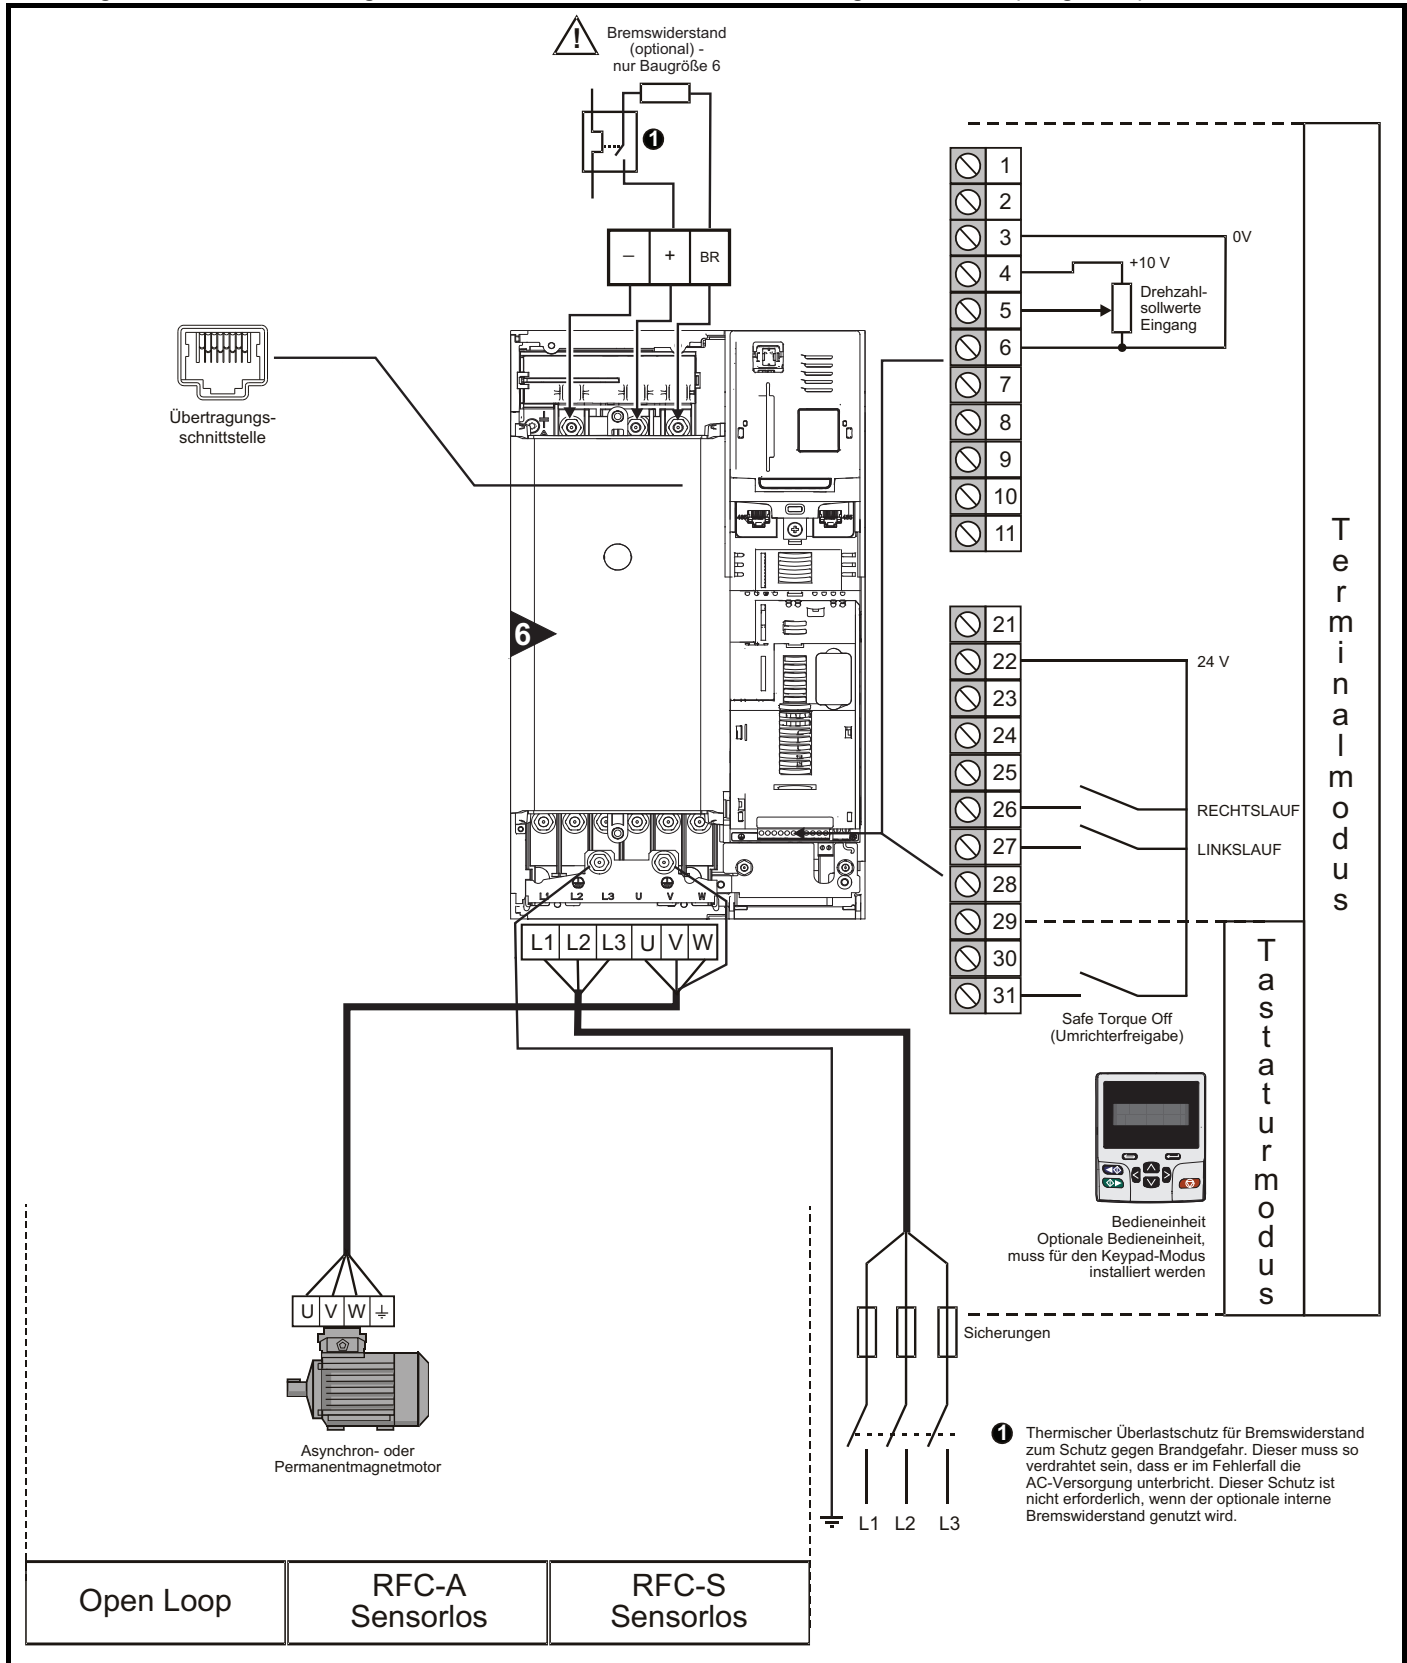 Bremswiderstand
(optional) -
nur Baugröße 6
1
– + BR
Übertragungs-
schnittstelle
6
L1 L2 L3 U V W
L1 L2 L3 U V W
1
2
3
4
5
6
7
8
9
10
11
0V
+10 V
Drehzahl-
sollwerte
Eingang
21
22
23
24
25
26
27
28
29
30
31
24 V
RECHTSLAUF
LINKSLAUF
Safe Torque Off
(Umrichterfreigabe)
Terminalmodus
Tastaturmodus
Bedieneinheit
Optionale Bedieneinheit,
muss für den Keypad-Modus
installiert werden
U V W
Asynchron- oder
Permanentmagnetmotor
Sicherungen
L1 L2 L3
1 Thermischer Überlastschutz für Bremswiderstand
zum Schutz gegen Brandgefahr. Dieser muss so
verdrahtet sein, dass er im Fehlerfall die
AC-Versorgung unterbricht. Dieser Schutz ist
nicht erforderlich, wenn der optionale interne
Bremswiderstand genutzt wird.
Open Loop
RFC-A
Sensorlos
RFC-S
Sensorlos